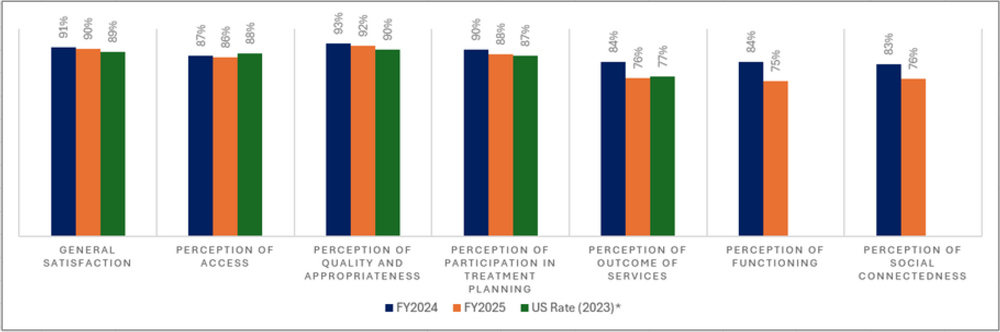 91%
90%
89%
87%
86%
88%
93%
92%
90%
90%
88%
87%
84%
76%
77%
84%
75%
83%
76%
GENERAL
SATISFACTION
PERCEPTION OF
ACCESS
PERCEPTION OF
QUALITY AND
APPROPRIATENESS
PERCEPTION OF
PARTICIPATION IN
TREATMENT
PLANNING
PERCEPTION OF
OUTCOME OF
SERVICES
PERCEPTION OF
FUNCTIONING
PERCEPTION OF
SOCIAL
CONNECTEDNESS
FY2024
FY2025
US Rate (2023)*